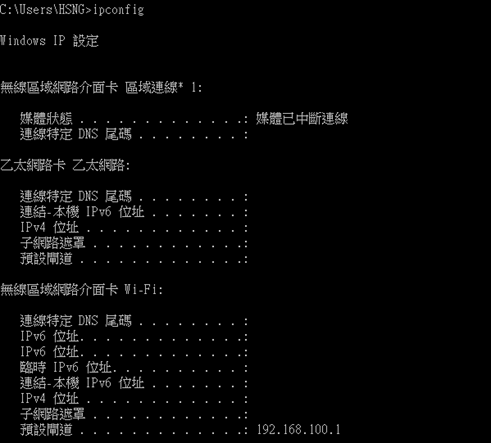 C:\Users\HSNG>ipconfig
Windows IP 設定
無線區域網路介面卡 區域連線* 1:
媒體狀態 . . . . . . . . . . . . .: 媒體已中斷連線
連線特定 DNS 尾碼 . . . . . . . . :
乙太網路卡 乙太網路:
連線特定 DNS 尾碼 . . . . . . . . :
連結-本機 IPv6 位址 . . . . . . . :
IPv4 位址 . . . . . . . . . . . . :
子網路遮罩 . . . . . . . . . . . .:
預設閘道 . . . . . . . . . . . . .:
無線區域網路介面卡 Wi-Fi:
連線特定 DNS 尾碼 . . . . . . . . :
IPv6 位址. . . . . . . . . . . . .:
IPv6 位址. . . . . . . . . . . . .:
臨時 IPv6 位址. . . . . . . . . . :
連結-本機 IPv6 位址 . . . . . . . :
IPv4 位址 . . . . . . . . . . . . :
子網路遮罩 . . . . . . . . . . . .:
預設閘道 . . . . . . . . . . . . .: 192.168.100.1